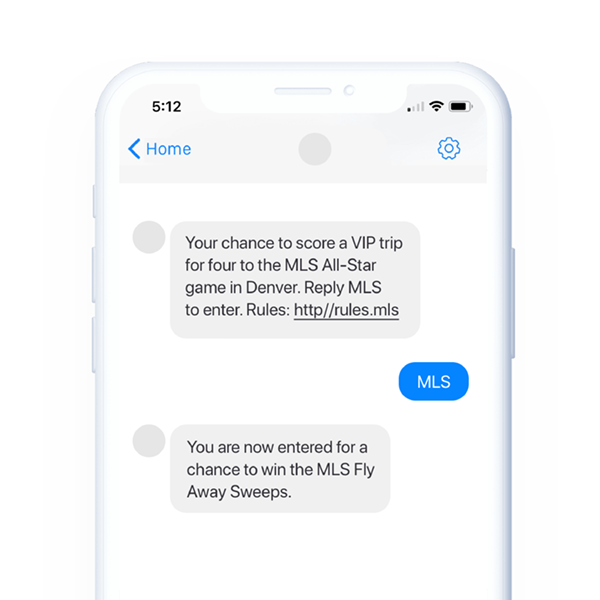 5:12
Home
Your chance to score a VIP trip
for four to the MLS All-Star
game in Denver. Reply MLS
to enter. Rules: http//rules.mls
MLS
You are now entered for a
chance to win the MLS Fly
Away Sweeps.